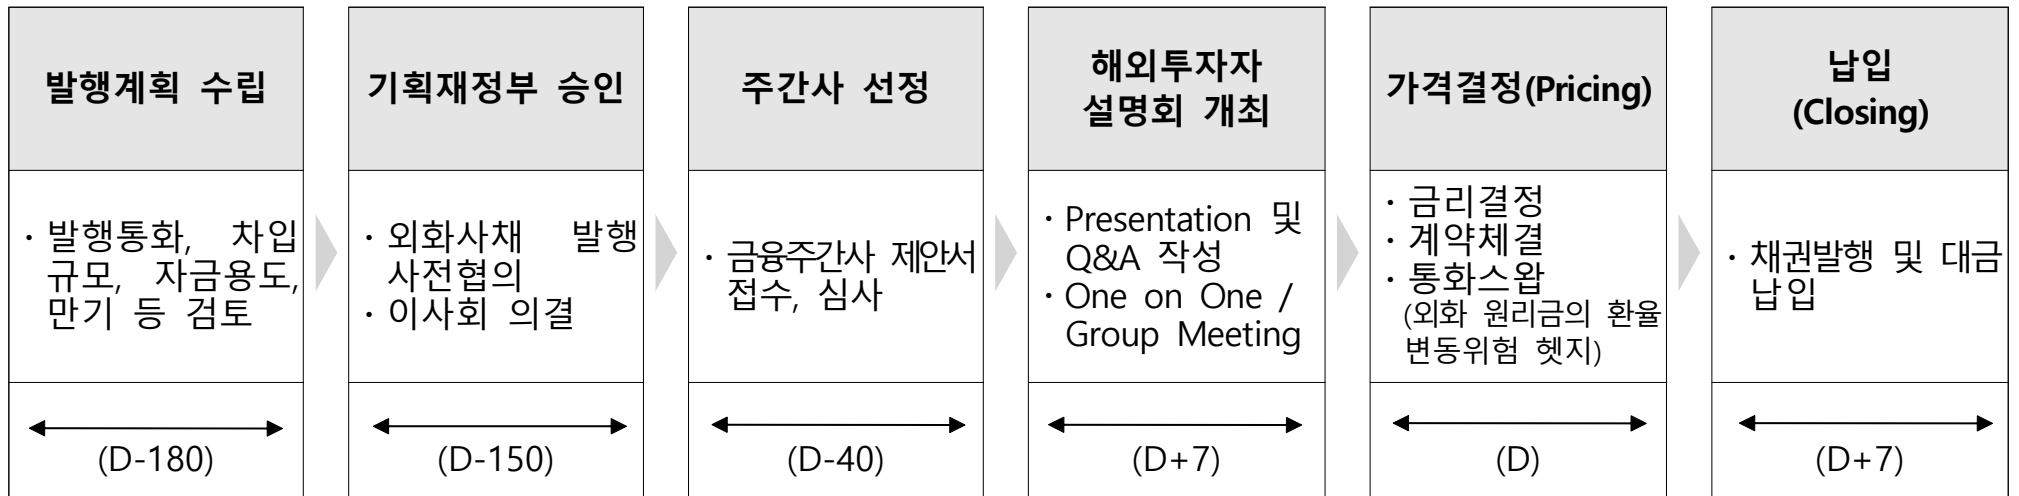 발행계획 수립
· 발행통화, 차입
규모, 자금용도,
만기 등 검토
(D-180)
기획재정부 승인
· 외화사채 발행
사전협의
· 이사회 의결
(D-150)
주간사 선정
· 금융주간사 제안서
접수, 심사
(D-40)
해외투자자
설명회 개최
· Presentation 및
Q&A 작성
· One on One /
Group Meeting
(D+7)
가격결정(Pricing)
· 금리결정
· 계약체결
· 통화스왑
(외화 원리금의 환율
변동위험 헷지)
(D)
납입
(Closing)
· 채권발행 및 대금
납입
(D+7)